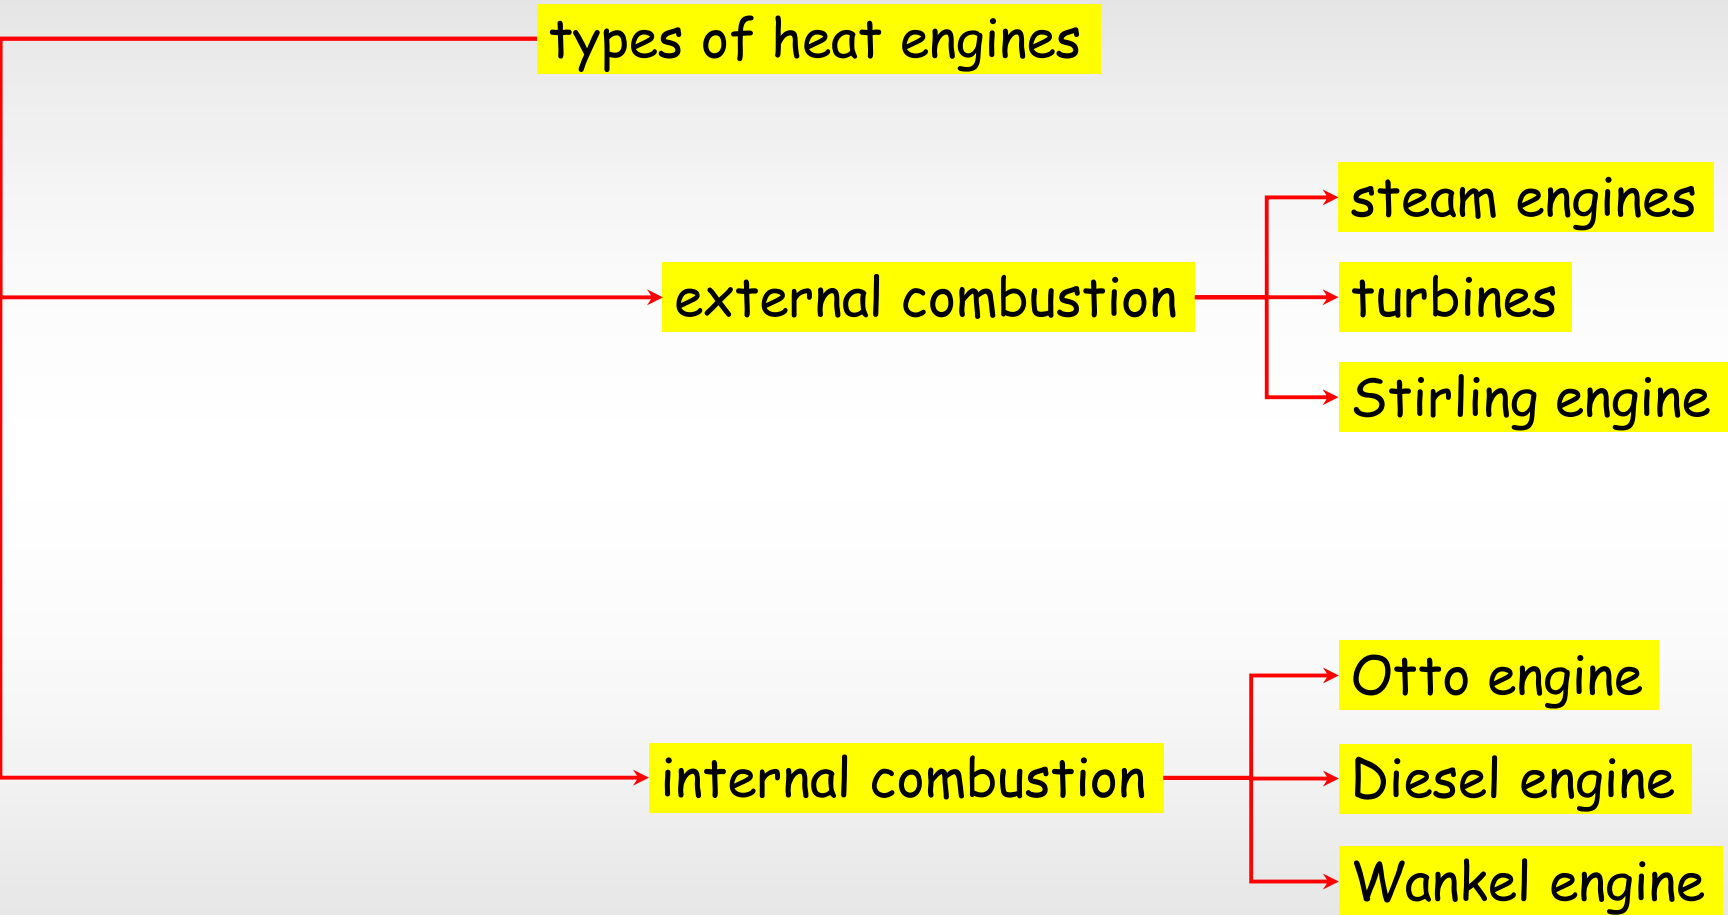 types of heat engines
external combustion
steam engines
turbines
Stirling engine
internal combustion
Otto engine
Diesel engine
Wankel engine